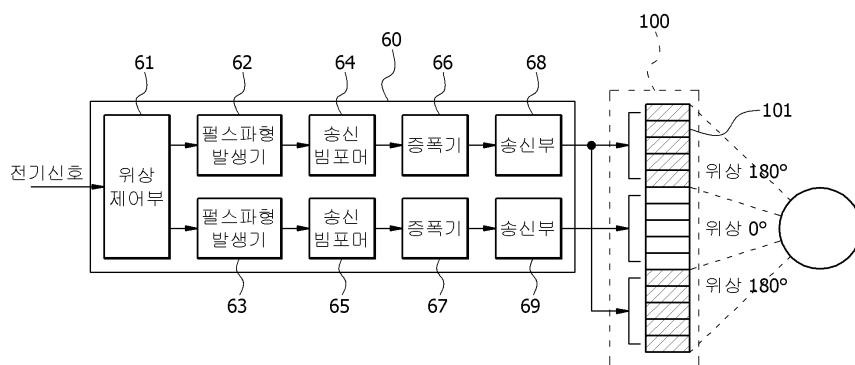 100
61
62
64
60
66
68
101
전기신호
위상
제어부
펄스파형
발생기
송신
빔포머
증폭기
송신부
위상 180°
펄스파형
발생기
송신
빔포머
증폭기
송신부
위상 0°
위상 180°
63
65
67
69